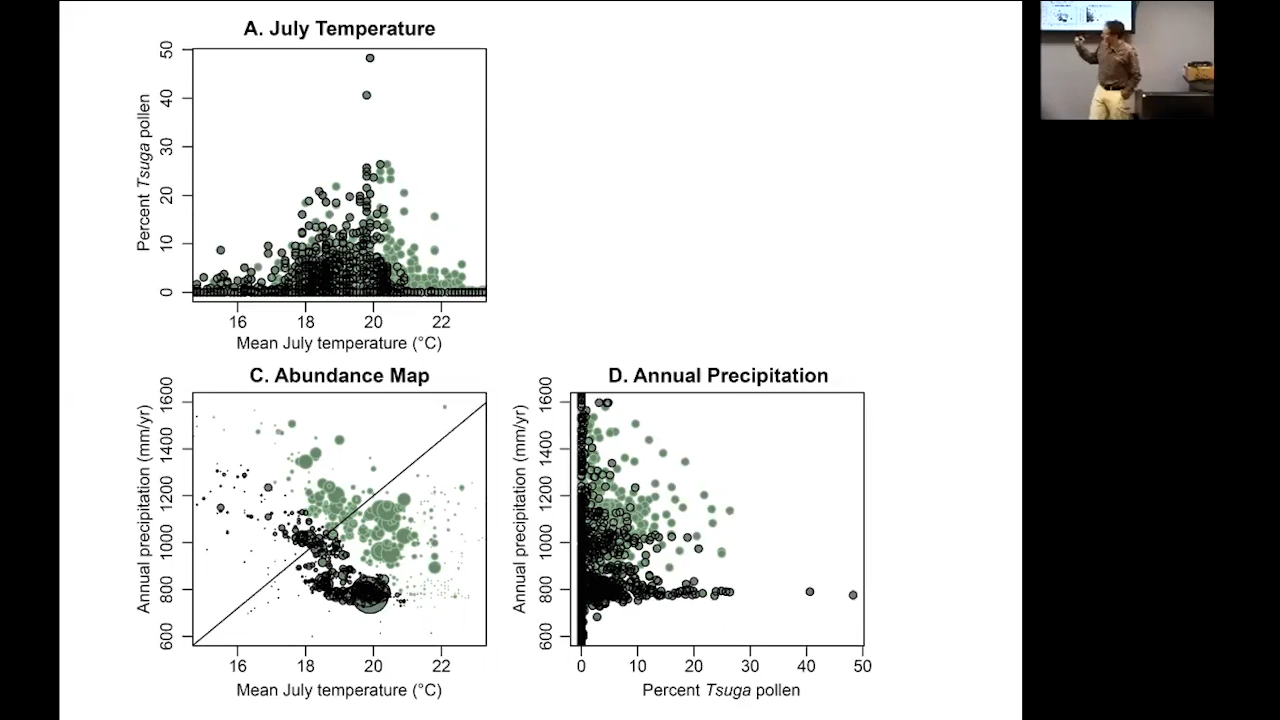 A. July Temperature
Percent Tsuga pollen
50
40
30
20
10
0
16 18 20 22
Mean July temperature (°C)
C. Abundance Map
Annual precipitation (mm/yr)
1600
1400
1200
1000
800
600
16 18 20 22
Mean July temperature (°C)
D. Annual Precipitation
Annual precipitation (mm/yr)
1600
1400
1200
1000
800
600
0 10 20 30 40 50
Percent Tsuga pollen